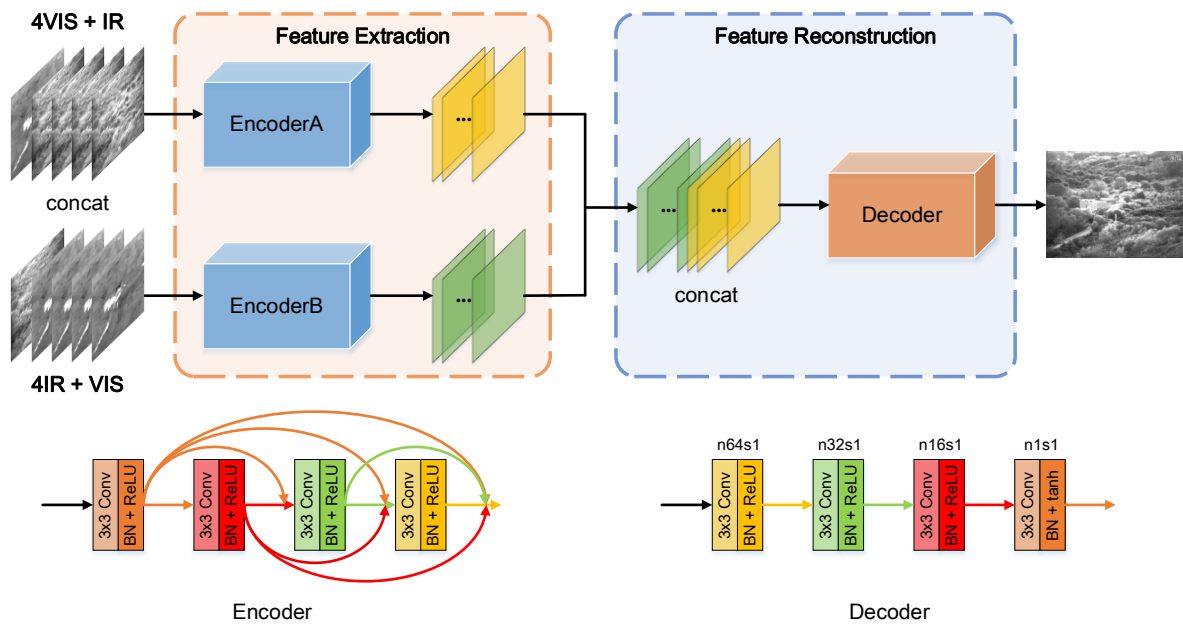 4VIS + IR
Feature Extraction
Feature Reconstruction
EncoderA
...
concat
...
...
Decoder
EncoderB
...
concat
4IR + VIS
n64s1
n32s1
n16s1
n1s1
3x3 Conv
BN + ReLU
3x3 Conv
BN + ReLU
3x3 Conv
BN + ReLU
3x3 Conv
BN + ReLU
3x3 Conv
BN + ReLU
3x3 Conv
BN + ReLU
3x3 Conv
BN + ReLU
3x3 Conv
BN + tanh
Encoder
Decoder